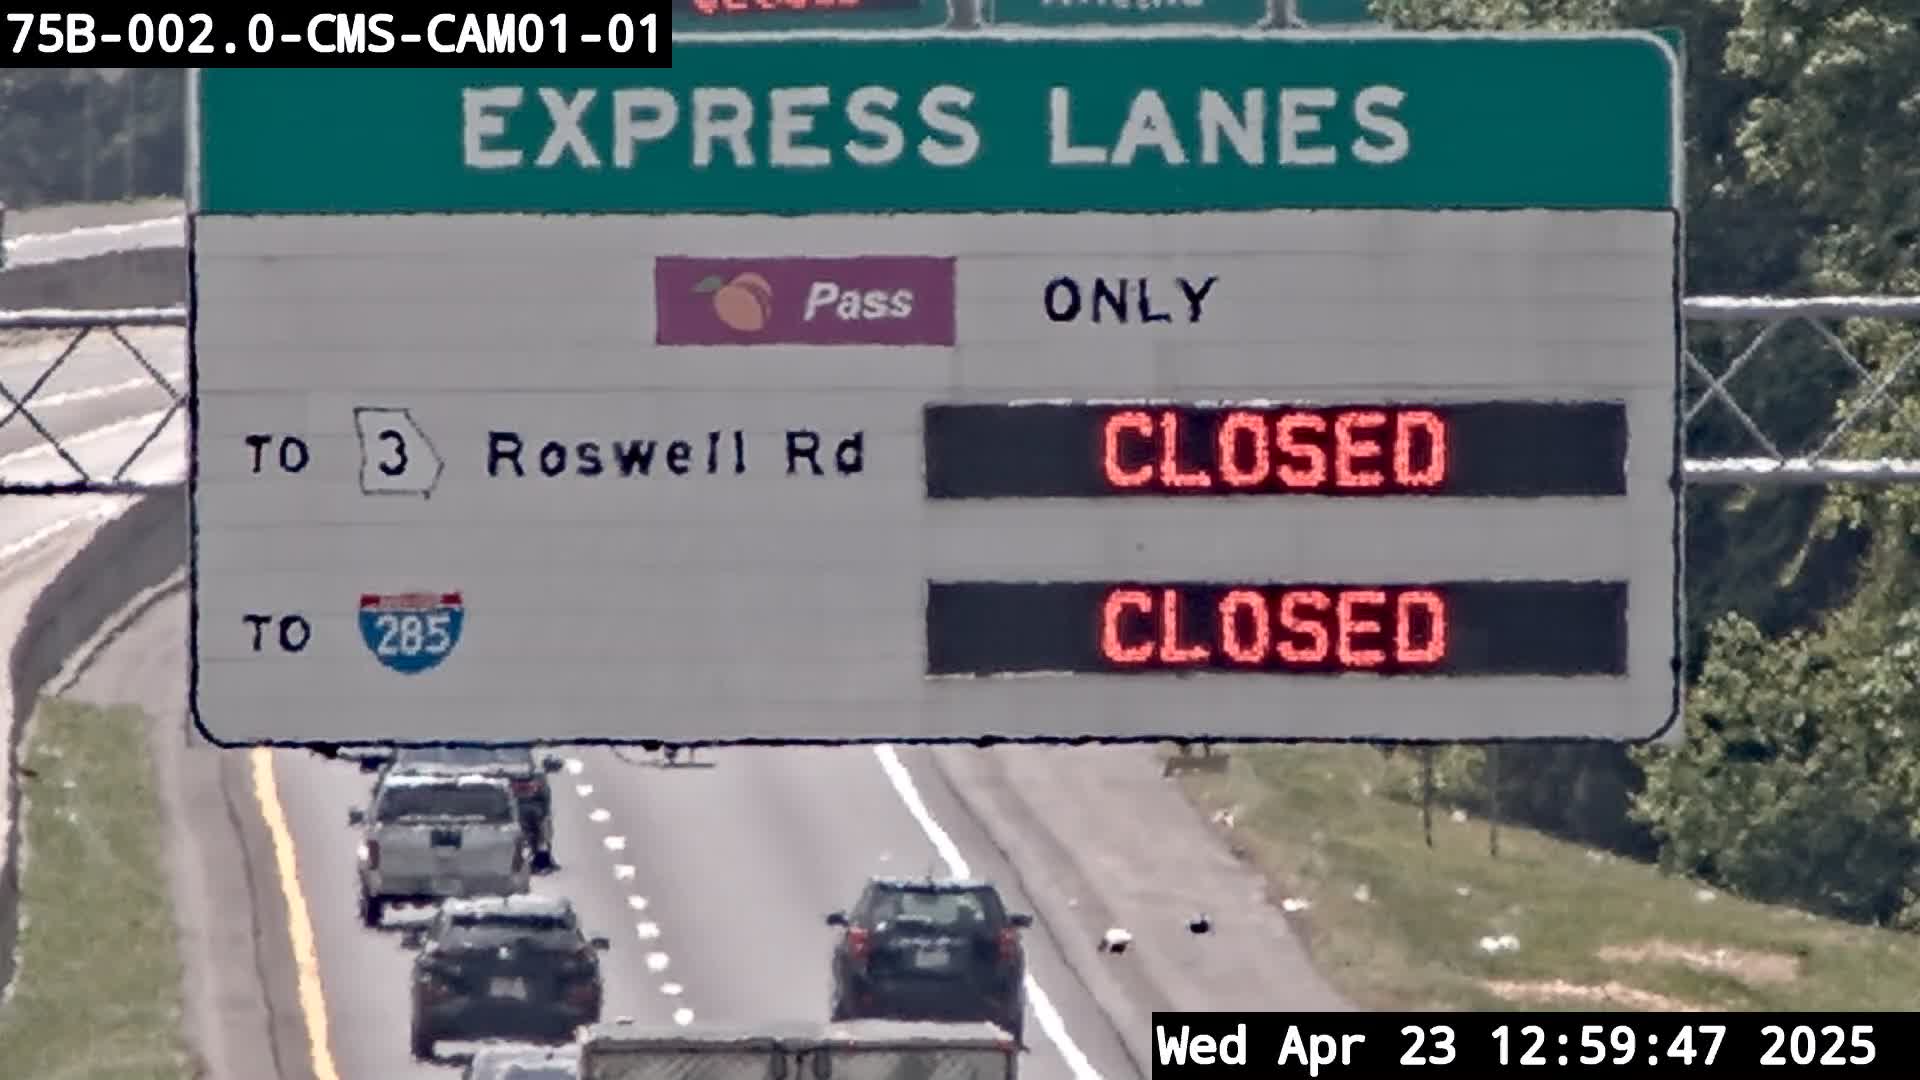 75B-002.0-CMS-CAM01-01
EXPRESS LANES
Pass ONLY
TO 3 Roswell Rd CLOSED
TO 285 CLOSED
Wed Apr 23 12:59:47 2025